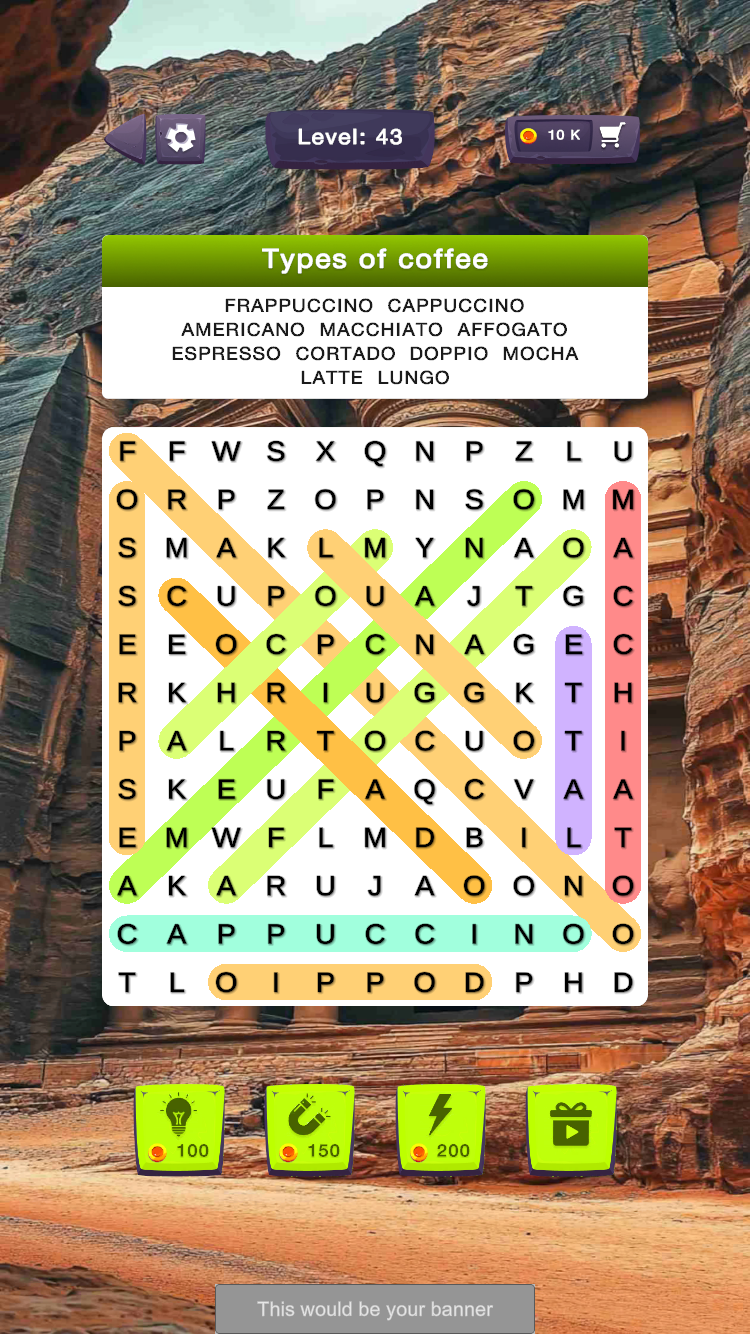 Level: 43
10 K
Types of coffee
FRAPPUCCINO CAPPUCCINO
AMERICANO MACCHIATO AFFOGATO
ESPRESSO CORTADO DOPPIO MOCHA
LATTE LUNGO
F F W S X Q N P Z L U
O R P Z O P N S O M M
S M A K L M Y N A O A
S C U P O U A J T G C
E E O C P C N A G E C
R K H R I U G G K T H
P A L R T O C U O T I
S K E U F A Q C V A A
E M W F L M D B I L T
A K A R U J A O O N O
C A P P U C C I N O O
T L O I P P O D P H D
100 150 200
This would be your banner